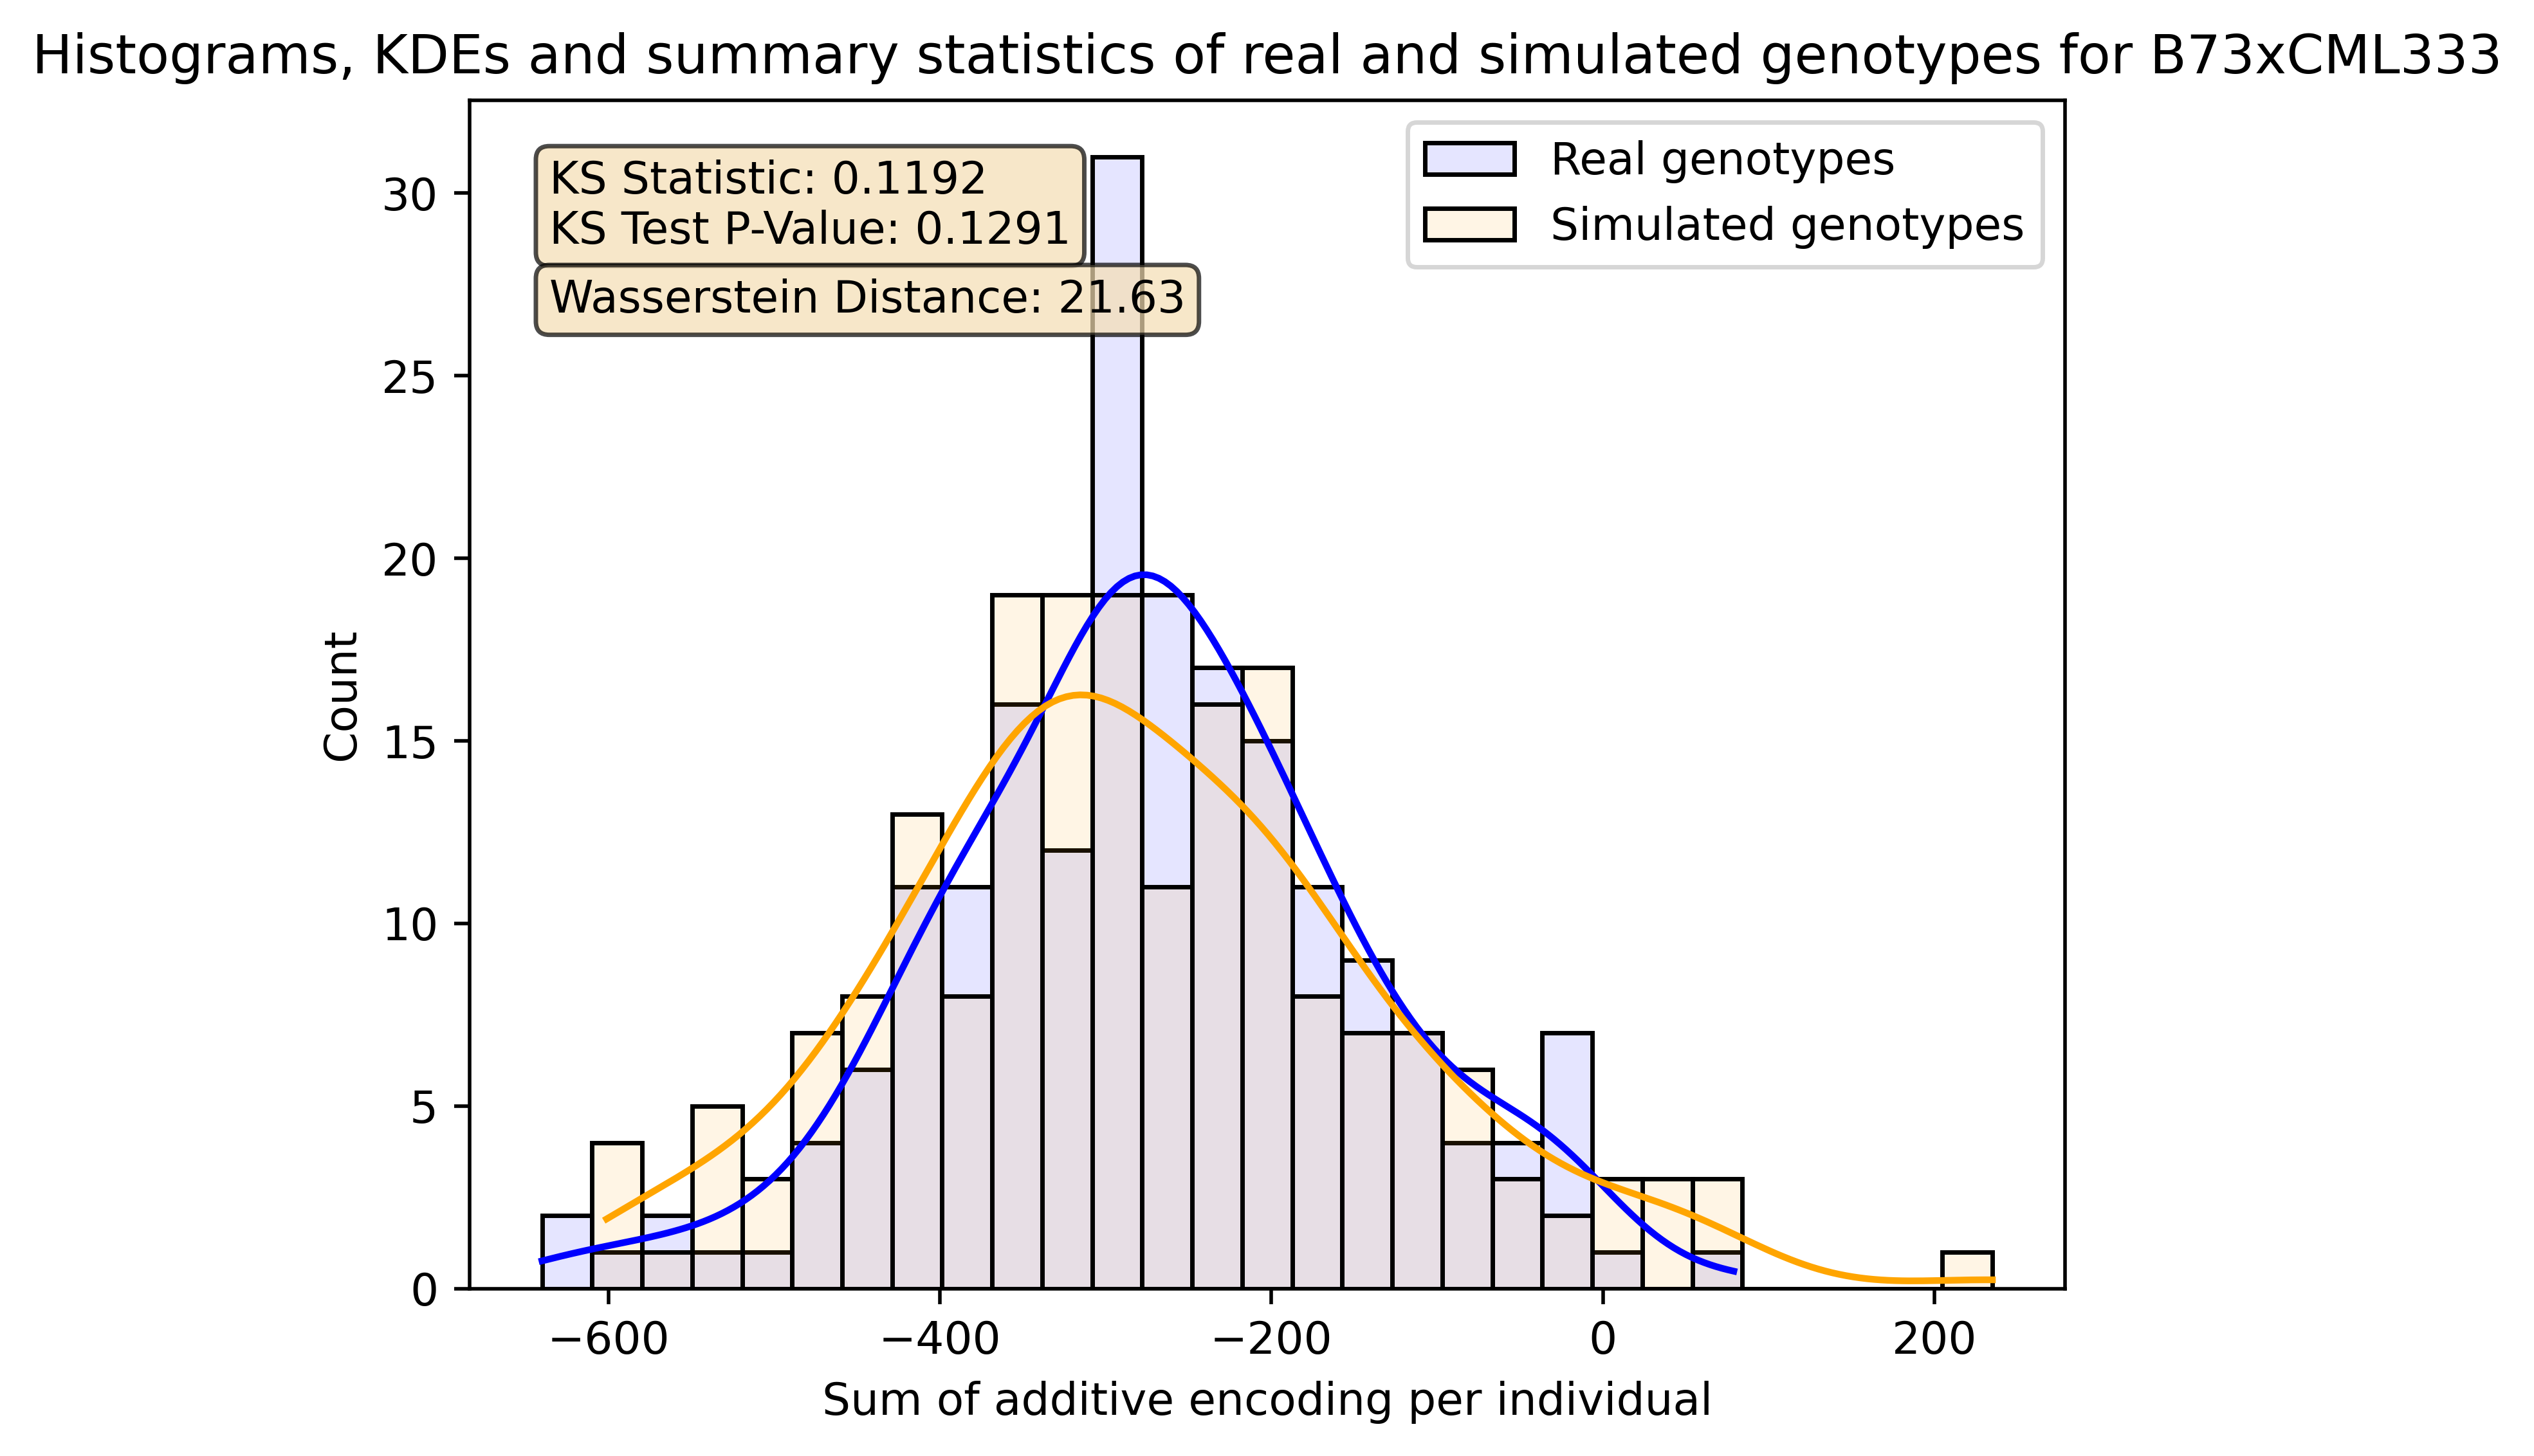 Histograms, KDEs and summary statistics of real and simulated genotypes for B73xCML333
KS Statistic: 0.1192
KS Test P-Value: 0.1291
Wasserstein Distance: 21.63
Real genotypes
Simulated genotypes
30
25
20
15
10
5
0
Count
−600
−400
−200
0
200
Sum of additive encoding per individual